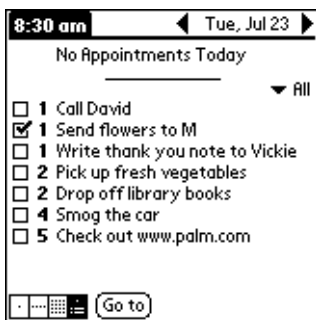 8:30 am Tue, Jul 23
No Appointments Today
All
1 Call David
1 Send flowers to M
1 Write thank you note to Vickie
2 Pick up fresh vegetables
2 Drop off library books
4 Smog the car
5 Check out www.palm.com
Go to